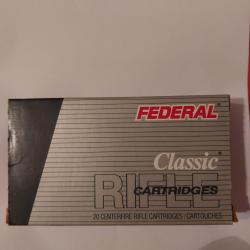 FEDERAL®
Classic
RIFLE
CARTRIDGES
20 CENTERFIRE RIFLE CARTRIDGES/CARTOUCHES